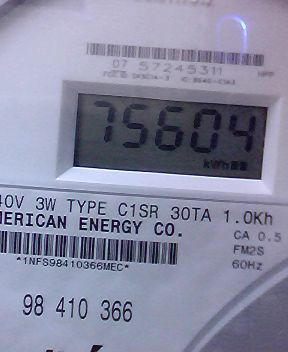 07 57245311
HPP
75604
kWh
40V 3W TYPE C1SR 30TA 1.0Kh
MERICAN ENERGY CO.
CA 0.5
FM2S
60Hz
*1NFS98410366MEC*
98 410 366